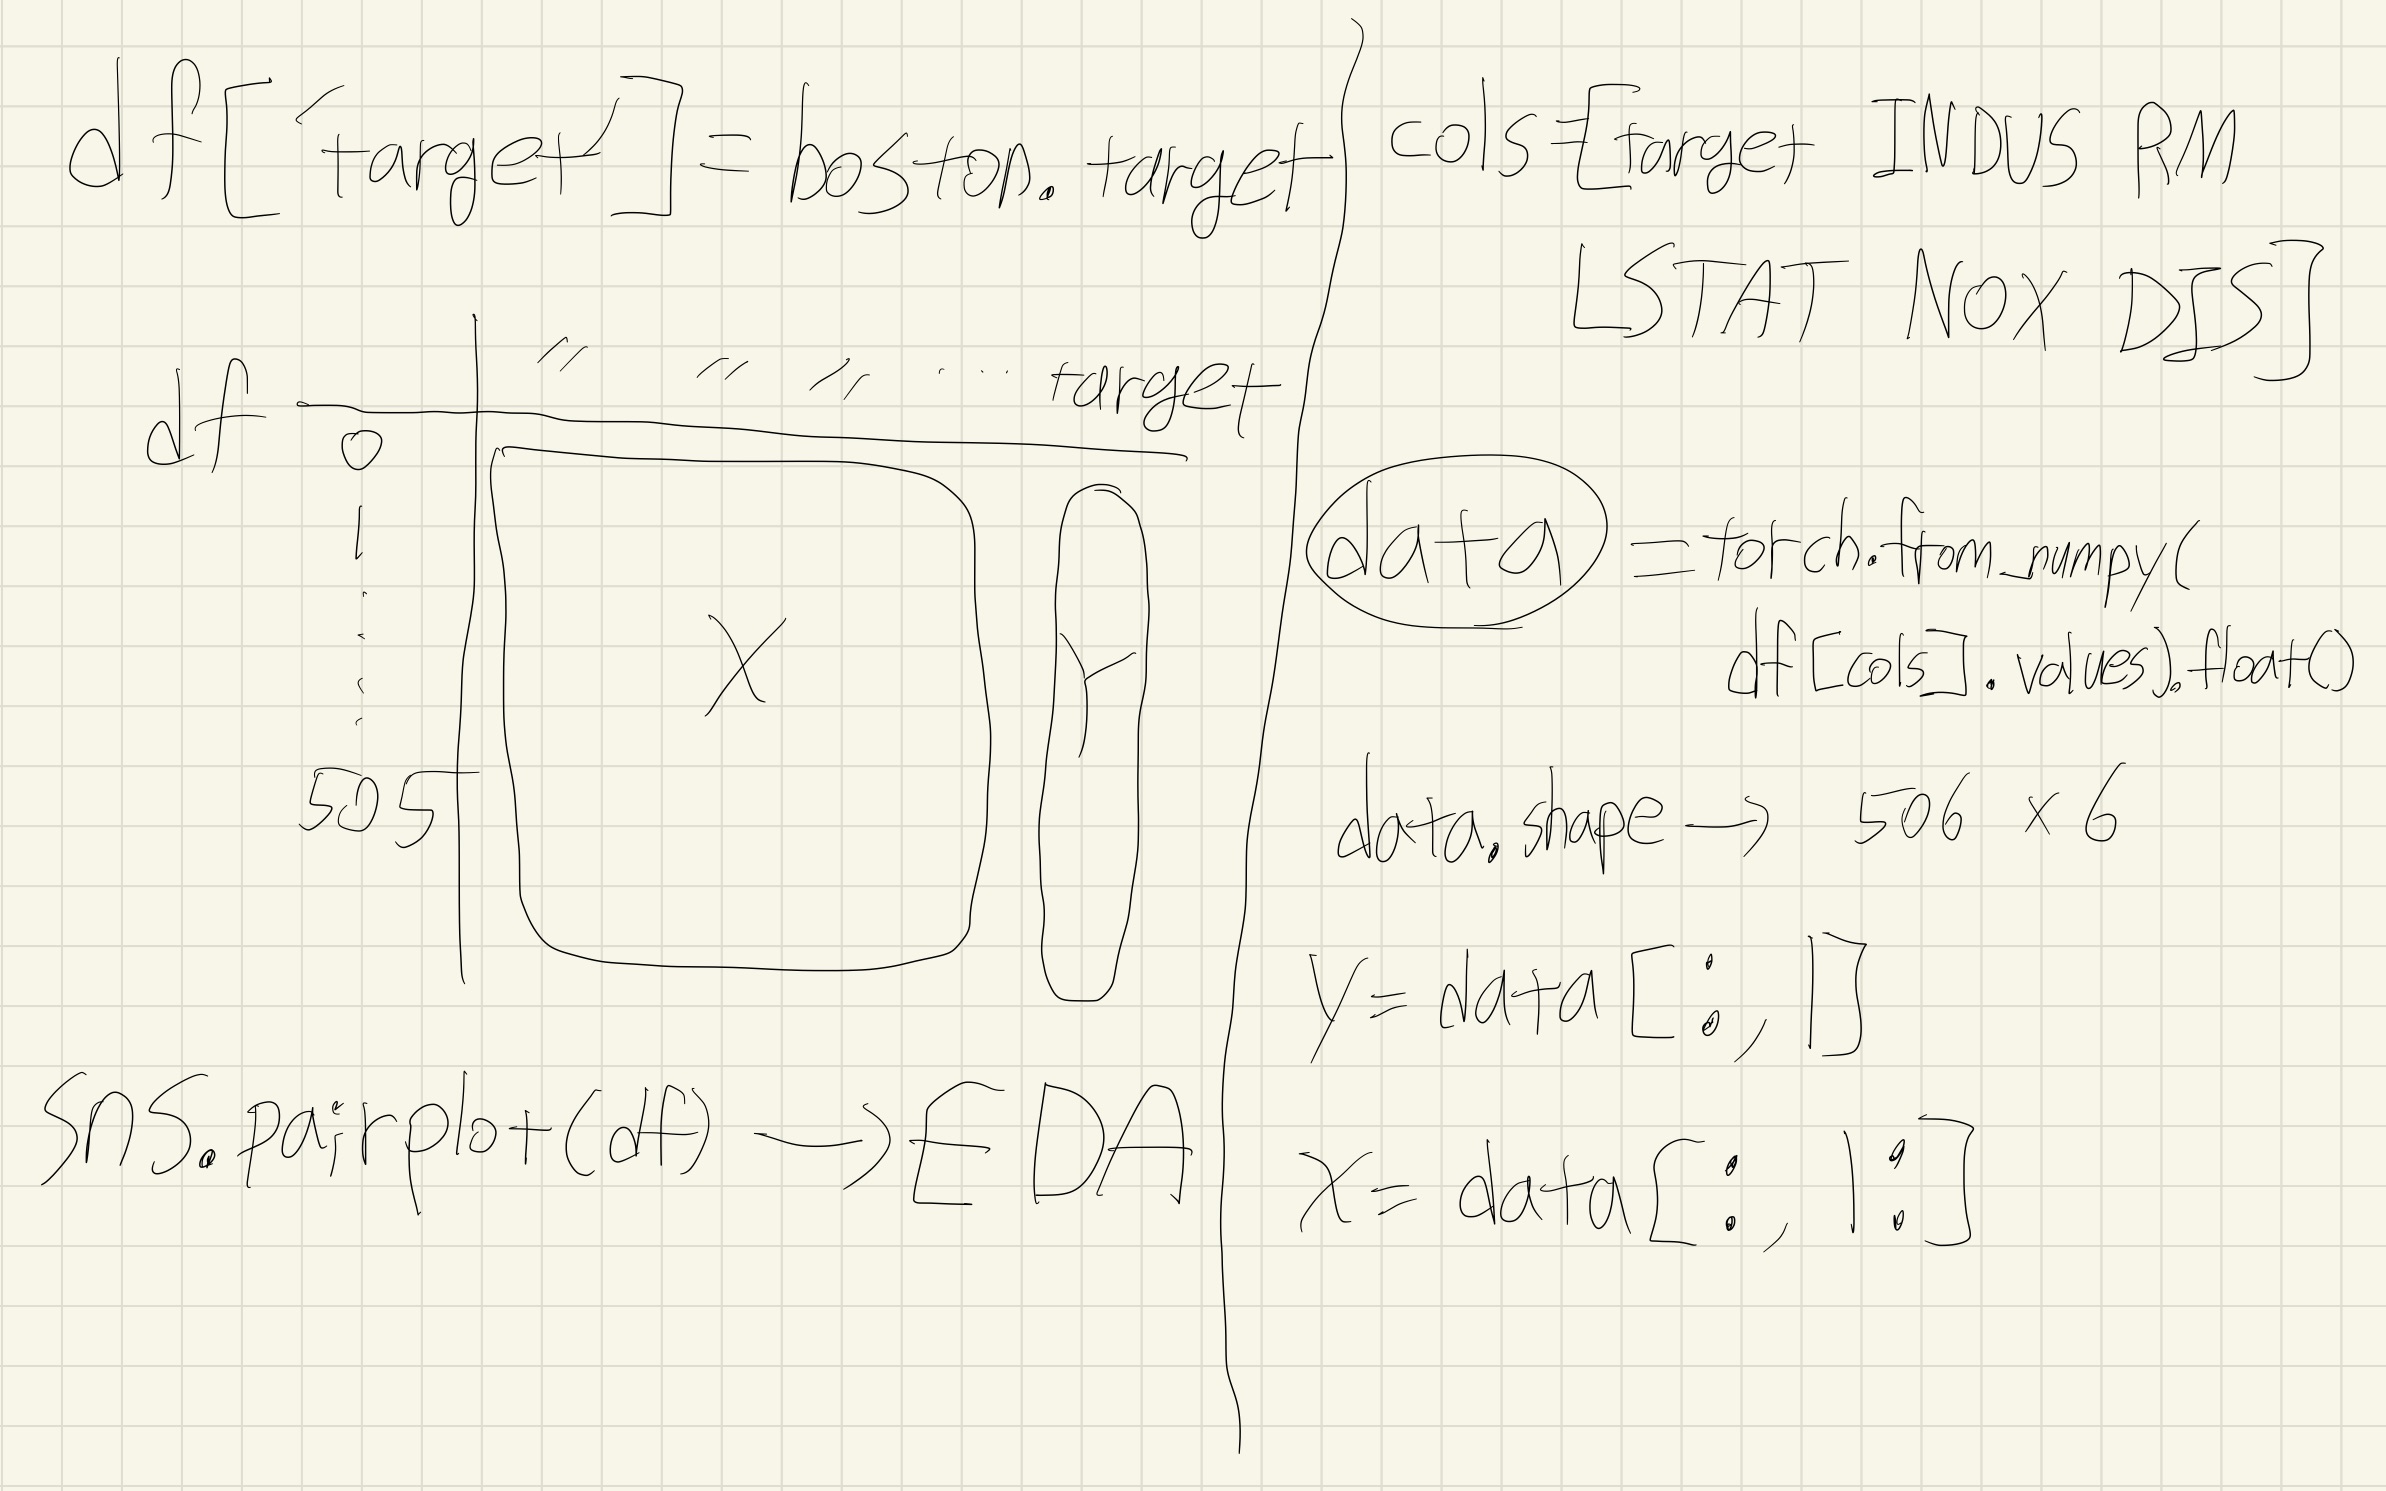 df['target'] = boston.target
df " " " ... target
0
1
505
X
Y
sns.pairplot(df) → EDA
cols = [target INDUS RM
LSTAT NOX DIS]
data = torch.from_numpy(
df[cols].values).float()
data.shape → 506 x 6
y = data[:, 1]
x = data[:, 1:]